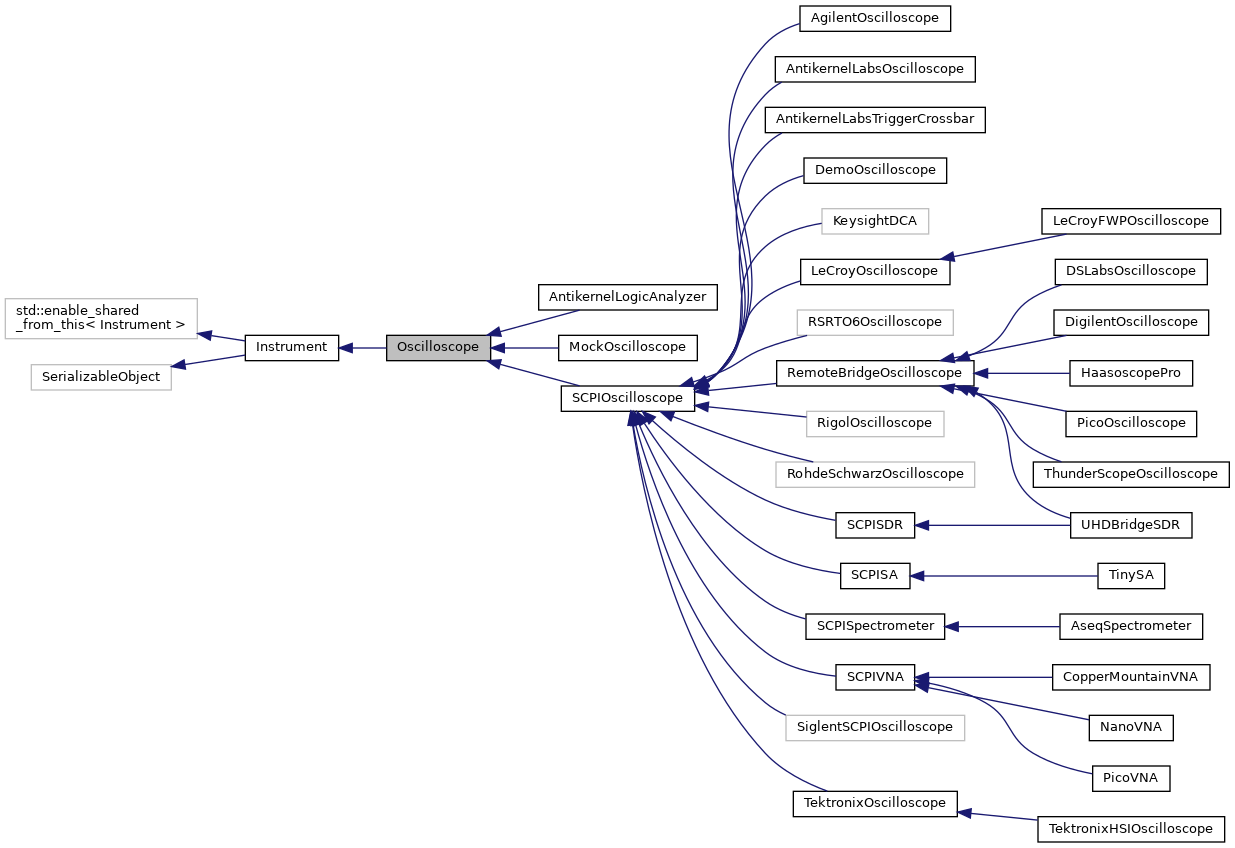 std::enable_shared
_from_this< Instrument >
SerializableObject
Instrument
Oscilloscope
AntikernelLogicAnalyzer
MockOscilloscope
SCPIOscilloscope
AgilentOscilloscope
AntikernelLabsOscilloscope
AntikernelLabsTriggerCrossbar
DemoOscilloscope
KeysightDCA
LeCroyOscilloscope
RSRTO6Oscilloscope
RemoteBridgeOscilloscope
RigolOscilloscope
RohdeSchwarzOscilloscope
SCPISDR
SCPISA
SCPISpectrometer
SCPIVNA
SiglentSCPIOscilloscope
TektronixOscilloscope
LeCroyFWPOscilloscope
DSLabsOscilloscope
DigilentOscilloscope
HaasoscopePro
PicoOscilloscope
ThunderScopeOscilloscope
UHDBridgeSDR
TinySA
AseqSpectrometer
CopperMountainVNA
NanoVNA
PicoVNA
TektronixHSIOscilloscope